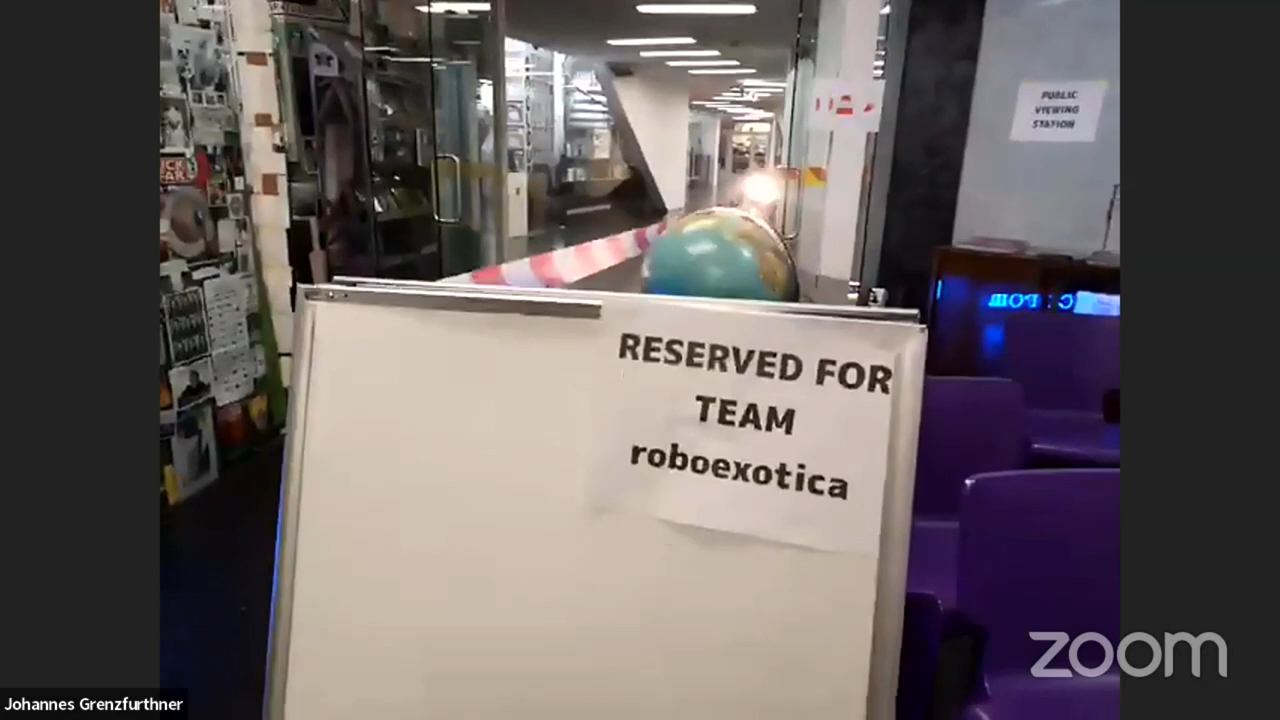 PUBLIC
VIEWING
STATION
RESERVED FOR
TEAM
roboexotica
zoom
Johannes Grenzfurthner